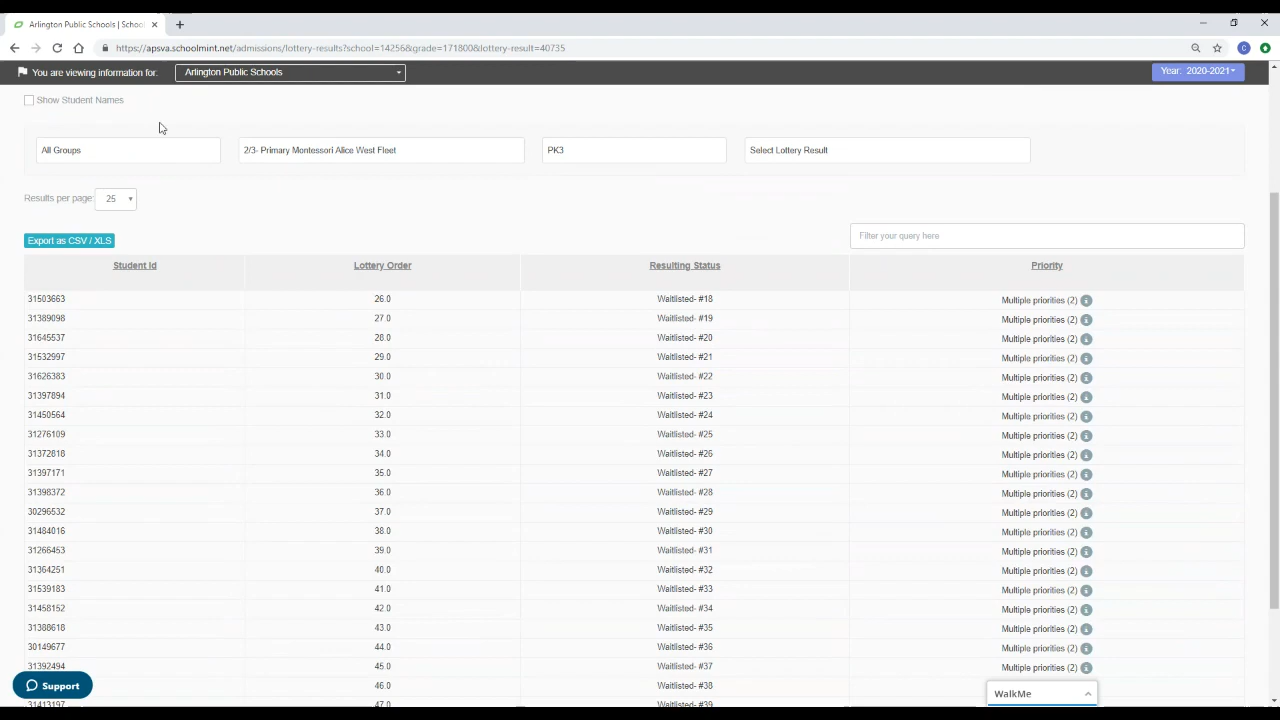 Arlington Public Schools | School
https://apsva.schoolmint.net/admissions/lottery-results?school=14256&grade=171800&lottery-result=40735
You are viewing information for: Arlington Public Schools Year: 2020-2021
Show Student Names
All Groups 2/3- Primary Montessori Alice West Fleet PK3 Select Lottery Result
Results per page: 25
Export as CSV / XLS Filter your query here
Student Id Lottery Order Resulting Status Priority
31503663 26.0 Waitlisted- #18 Multiple priorities (2)
31389098 27.0 Waitlisted- #19 Multiple priorities (2)
31645537 28.0 Waitlisted- #20 Multiple priorities (2)
31532997 29.0 Waitlisted- #21 Multiple priorities (2)
31626383 30.0 Waitlisted- #22 Multiple priorities (2)
31397894 31.0 Waitlisted- #23 Multiple priorities (2)
31450564 32.0 Waitlisted- #24 Multiple priorities (2)
31276109 33.0 Waitlisted- #25 Multiple priorities (2)
31372818 34.0 Waitlisted- #26 Multiple priorities (2)
31397171 35.0 Waitlisted- #27 Multiple priorities (2)
31398372 36.0 Waitlisted- #28 Multiple priorities (2)
30296532 37.0 Waitlisted- #29 Multiple priorities (2)
31484016 38.0 Waitlisted- #30 Multiple priorities (2)
31266453 39.0 Waitlisted- #31 Multiple priorities (2)
31364251 40.0 Waitlisted- #32 Multiple priorities (2)
31539183 41.0 Waitlisted- #33 Multiple priorities (2)
31458152 42.0 Waitlisted- #34 Multiple priorities (2)
31388618 43.0 Waitlisted- #35 Multiple priorities (2)
30149677 44.0 Waitlisted- #36 Multiple priorities (2)
31392494 45.0 Waitlisted- #37 Multiple priorities (2)
46.0 Waitlisted- #38
Support WalkMe
31413197 47.0 Waitlisted- #39